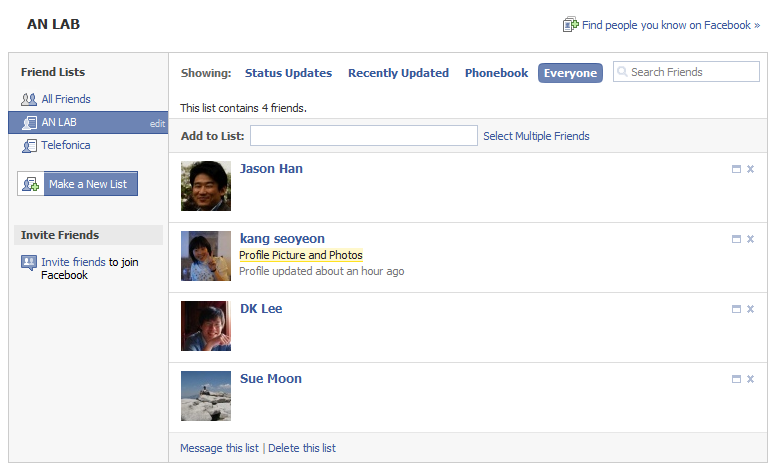 AN LAB
Find people you know on Facebook »
Friend Lists
All Friends
AN LAB
edit
Telefonica
Make a New List
Invite Friends
Invite friends to join
Facebook
Showing: Status Updates Recently Updated Phonebook Everyone
Search Friends
This list contains 4 friends.
Add to List: Select Multiple Friends
Jason Han
kang seoyeon
Profile Picture and Photos
Profile updated about an hour ago
DK Lee
Sue Moon
Message this list | Delete this list